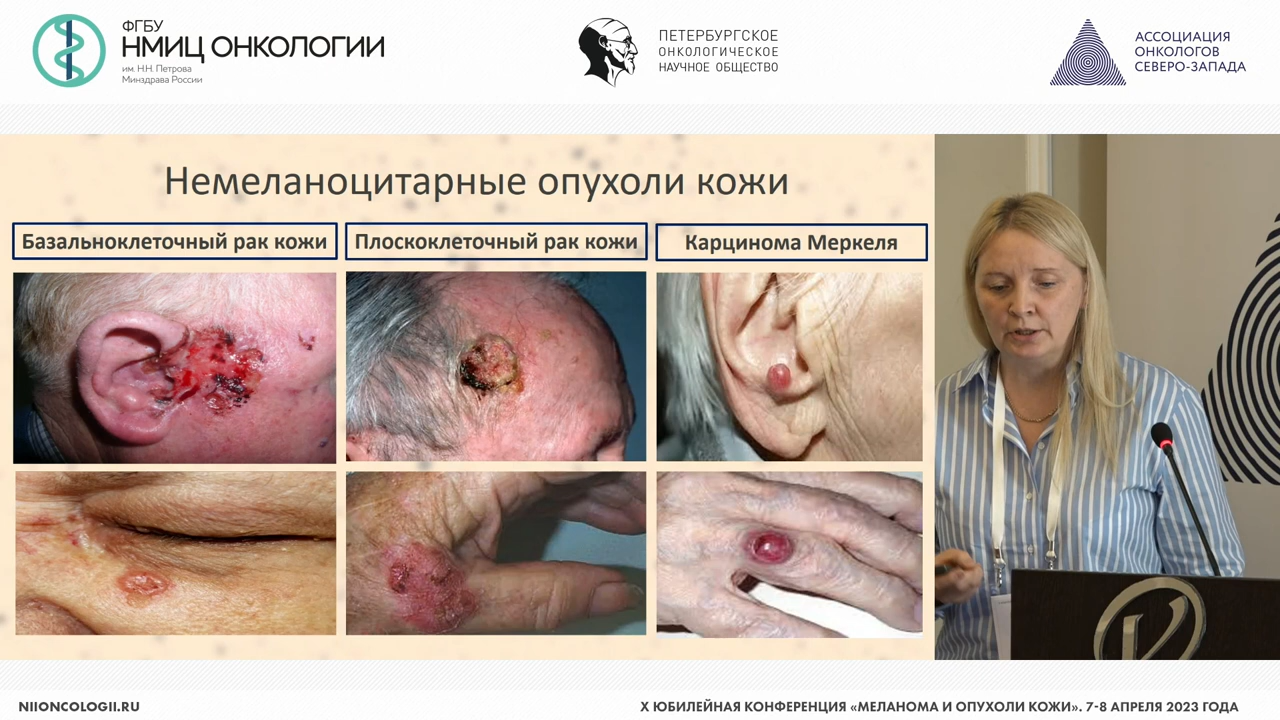 ФГБУ
НМИЦ ОНКОЛОГИИ
им. Н.Н. Петрова
Минздрава России
ПЕТЕРБУРГСКОЕ
ОНКОЛОГИЧЕСКОЕ
НАУЧНОЕ ОБЩЕСТВО
АССОЦИАЦИЯ
ОНКОЛОГОВ
СЕВЕРО-ЗАПАДА
Немеланоцитарные опухоли кожи
Базальноклеточный рак кожи
Плоскоклеточный рак кожи
Карцинома Меркеля
NIIONCOLOGII.RU
X ЮБИЛЕЙНАЯ КОНФЕРЕНЦИЯ «МЕЛАНОМА И ОПУХОЛИ КОЖИ». 7-8 АПРЕЛЯ 2023 ГОДА